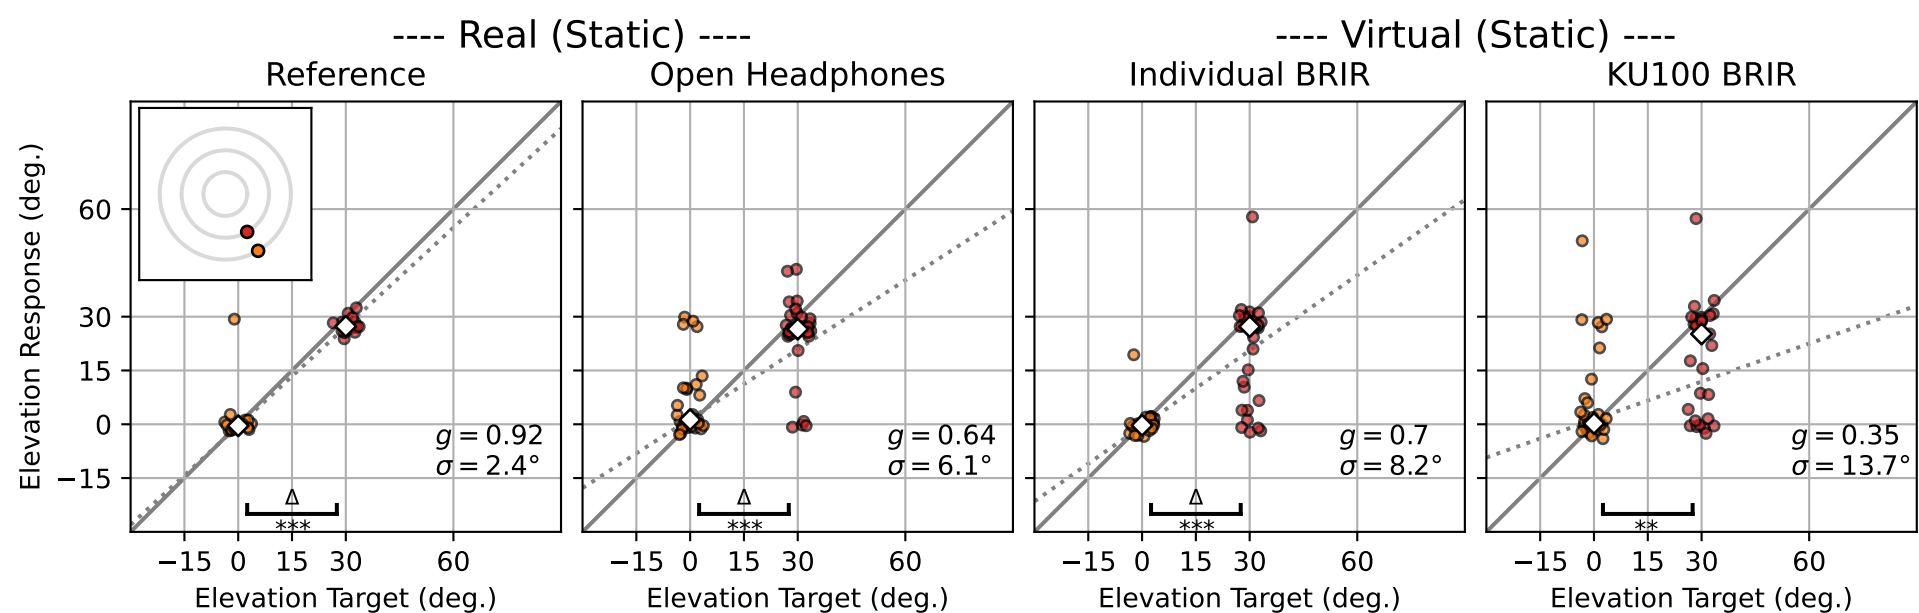 ---- Real (Static) ----
---- Virtual (Static) ----
Reference
Open Headphones
Individual BRIR
KU100 BRIR
Elevation Response (deg.)
60
30
15
0
−15
g = 0.92
σ = 2.4°
Δ
***
−15 0 15 30 60
Elevation Target (deg.)
g = 0.64
σ = 6.1°
Δ
***
−15 0 15 30 60
Elevation Target (deg.)
g = 0.7
σ = 8.2°
Δ
***
−15 0 15 30 60
Elevation Target (deg.)
g = 0.35
σ = 13.7°
**
−15 0 15 30 60
Elevation Target (deg.)